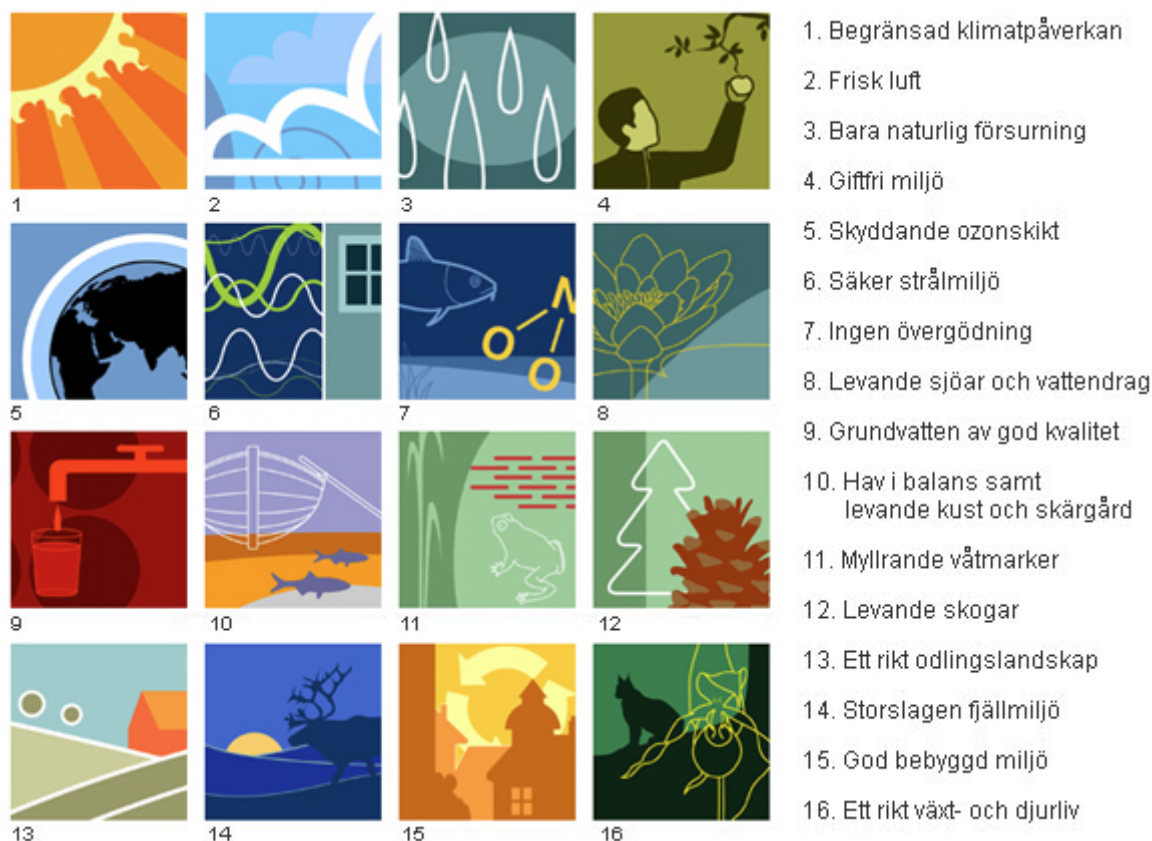 1
2
3
4
5
6
O
N
O
7
8
9
10
11
12
13
14
15
16
1. Begränsad klimatpåverkan
2. Frisk luft
3. Bara naturlig försurning
4. Giftfri miljö
5. Skyddande ozonskikt
6. Säker strålmiljö
7. Ingen övergödning
8. Levande sjöar och vattendrag
9. Grundvatten av god kvalitet
10. Hav i balans samt
levande kust och skärgård
11. Myllrande våtmarker
12. Levande skogar
13. Ett rikt odlingslandskap
14. Storslagen fjällmiljö
15. God bebyggd miljö
16. Ett rikt växt- och djurliv